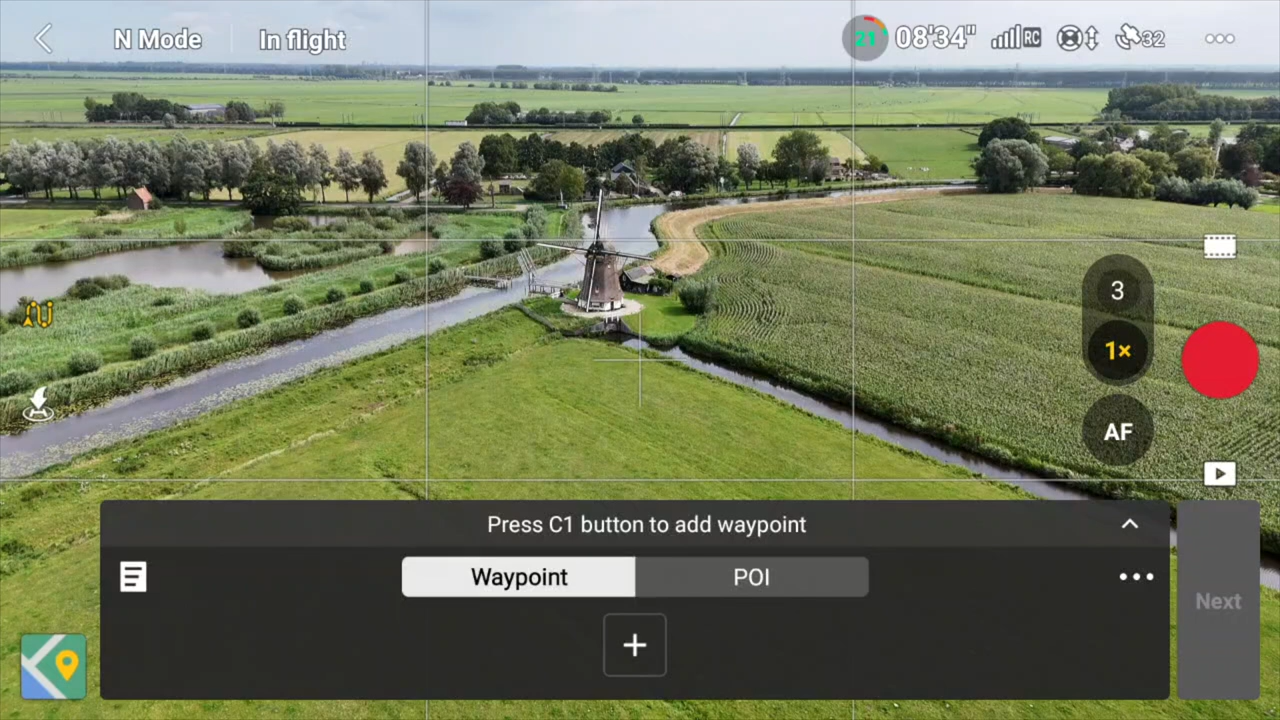 N Mode
In flight
21
08'34"
RC
32
3
1×
AF
Press C1 button to add waypoint
Waypoint
POI
Next